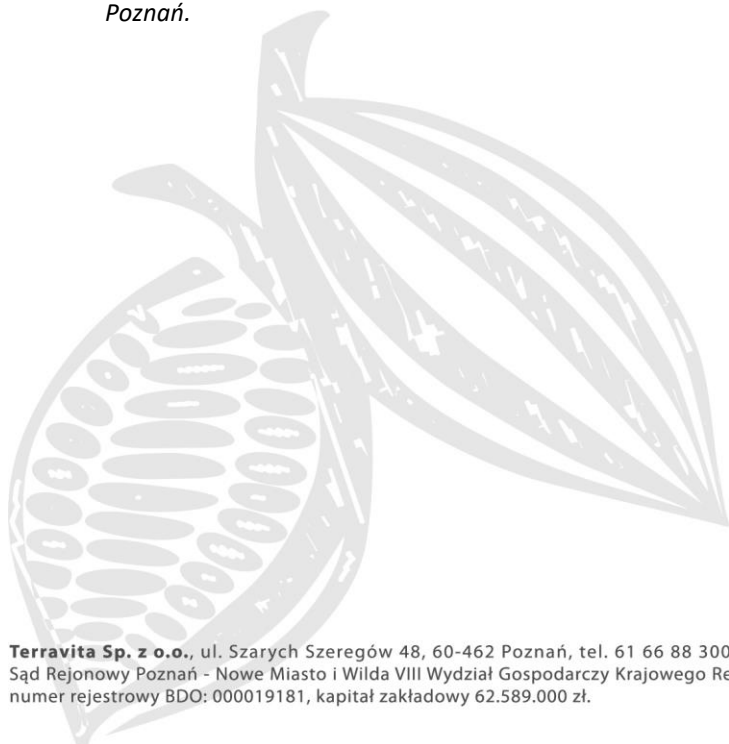 Poznań.
Terravita Sp. z o.o., ul. Szarych Szeregów 48, 60-462 Poznań, tel. 61 66 88 300
Sąd Rejonowy Poznań - Nowe Miasto i Wilda VIII Wydział Gospodarczy Krajowego Re
numer rejestrowy BDO: 000019181, kapitał zakładowy 62.589.000 zł.